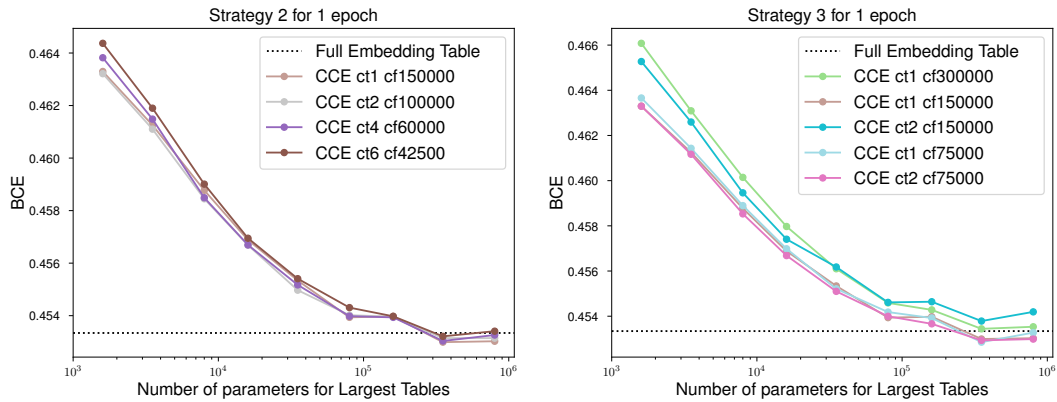 Strategy 2 for 1 epoch
0.464
0.462
0.460
0.458
0.456
0.454
BCE
10³
10⁴
10⁵
10⁶
Number of parameters for Largest Tables
Full Embedding Table
CCE ct1 cf150000
CCE ct2 cf100000
CCE ct4 cf60000
CCE ct6 cf42500
Strategy 3 for 1 epoch
0.466
0.464
0.462
0.460
0.458
0.456
0.454
BCE
10³
10⁴
10⁵
10⁶
Number of parameters for Largest Tables
Full Embedding Table
CCE ct1 cf300000
CCE ct1 cf150000
CCE ct2 cf150000
CCE ct1 cf75000
CCE ct2 cf75000